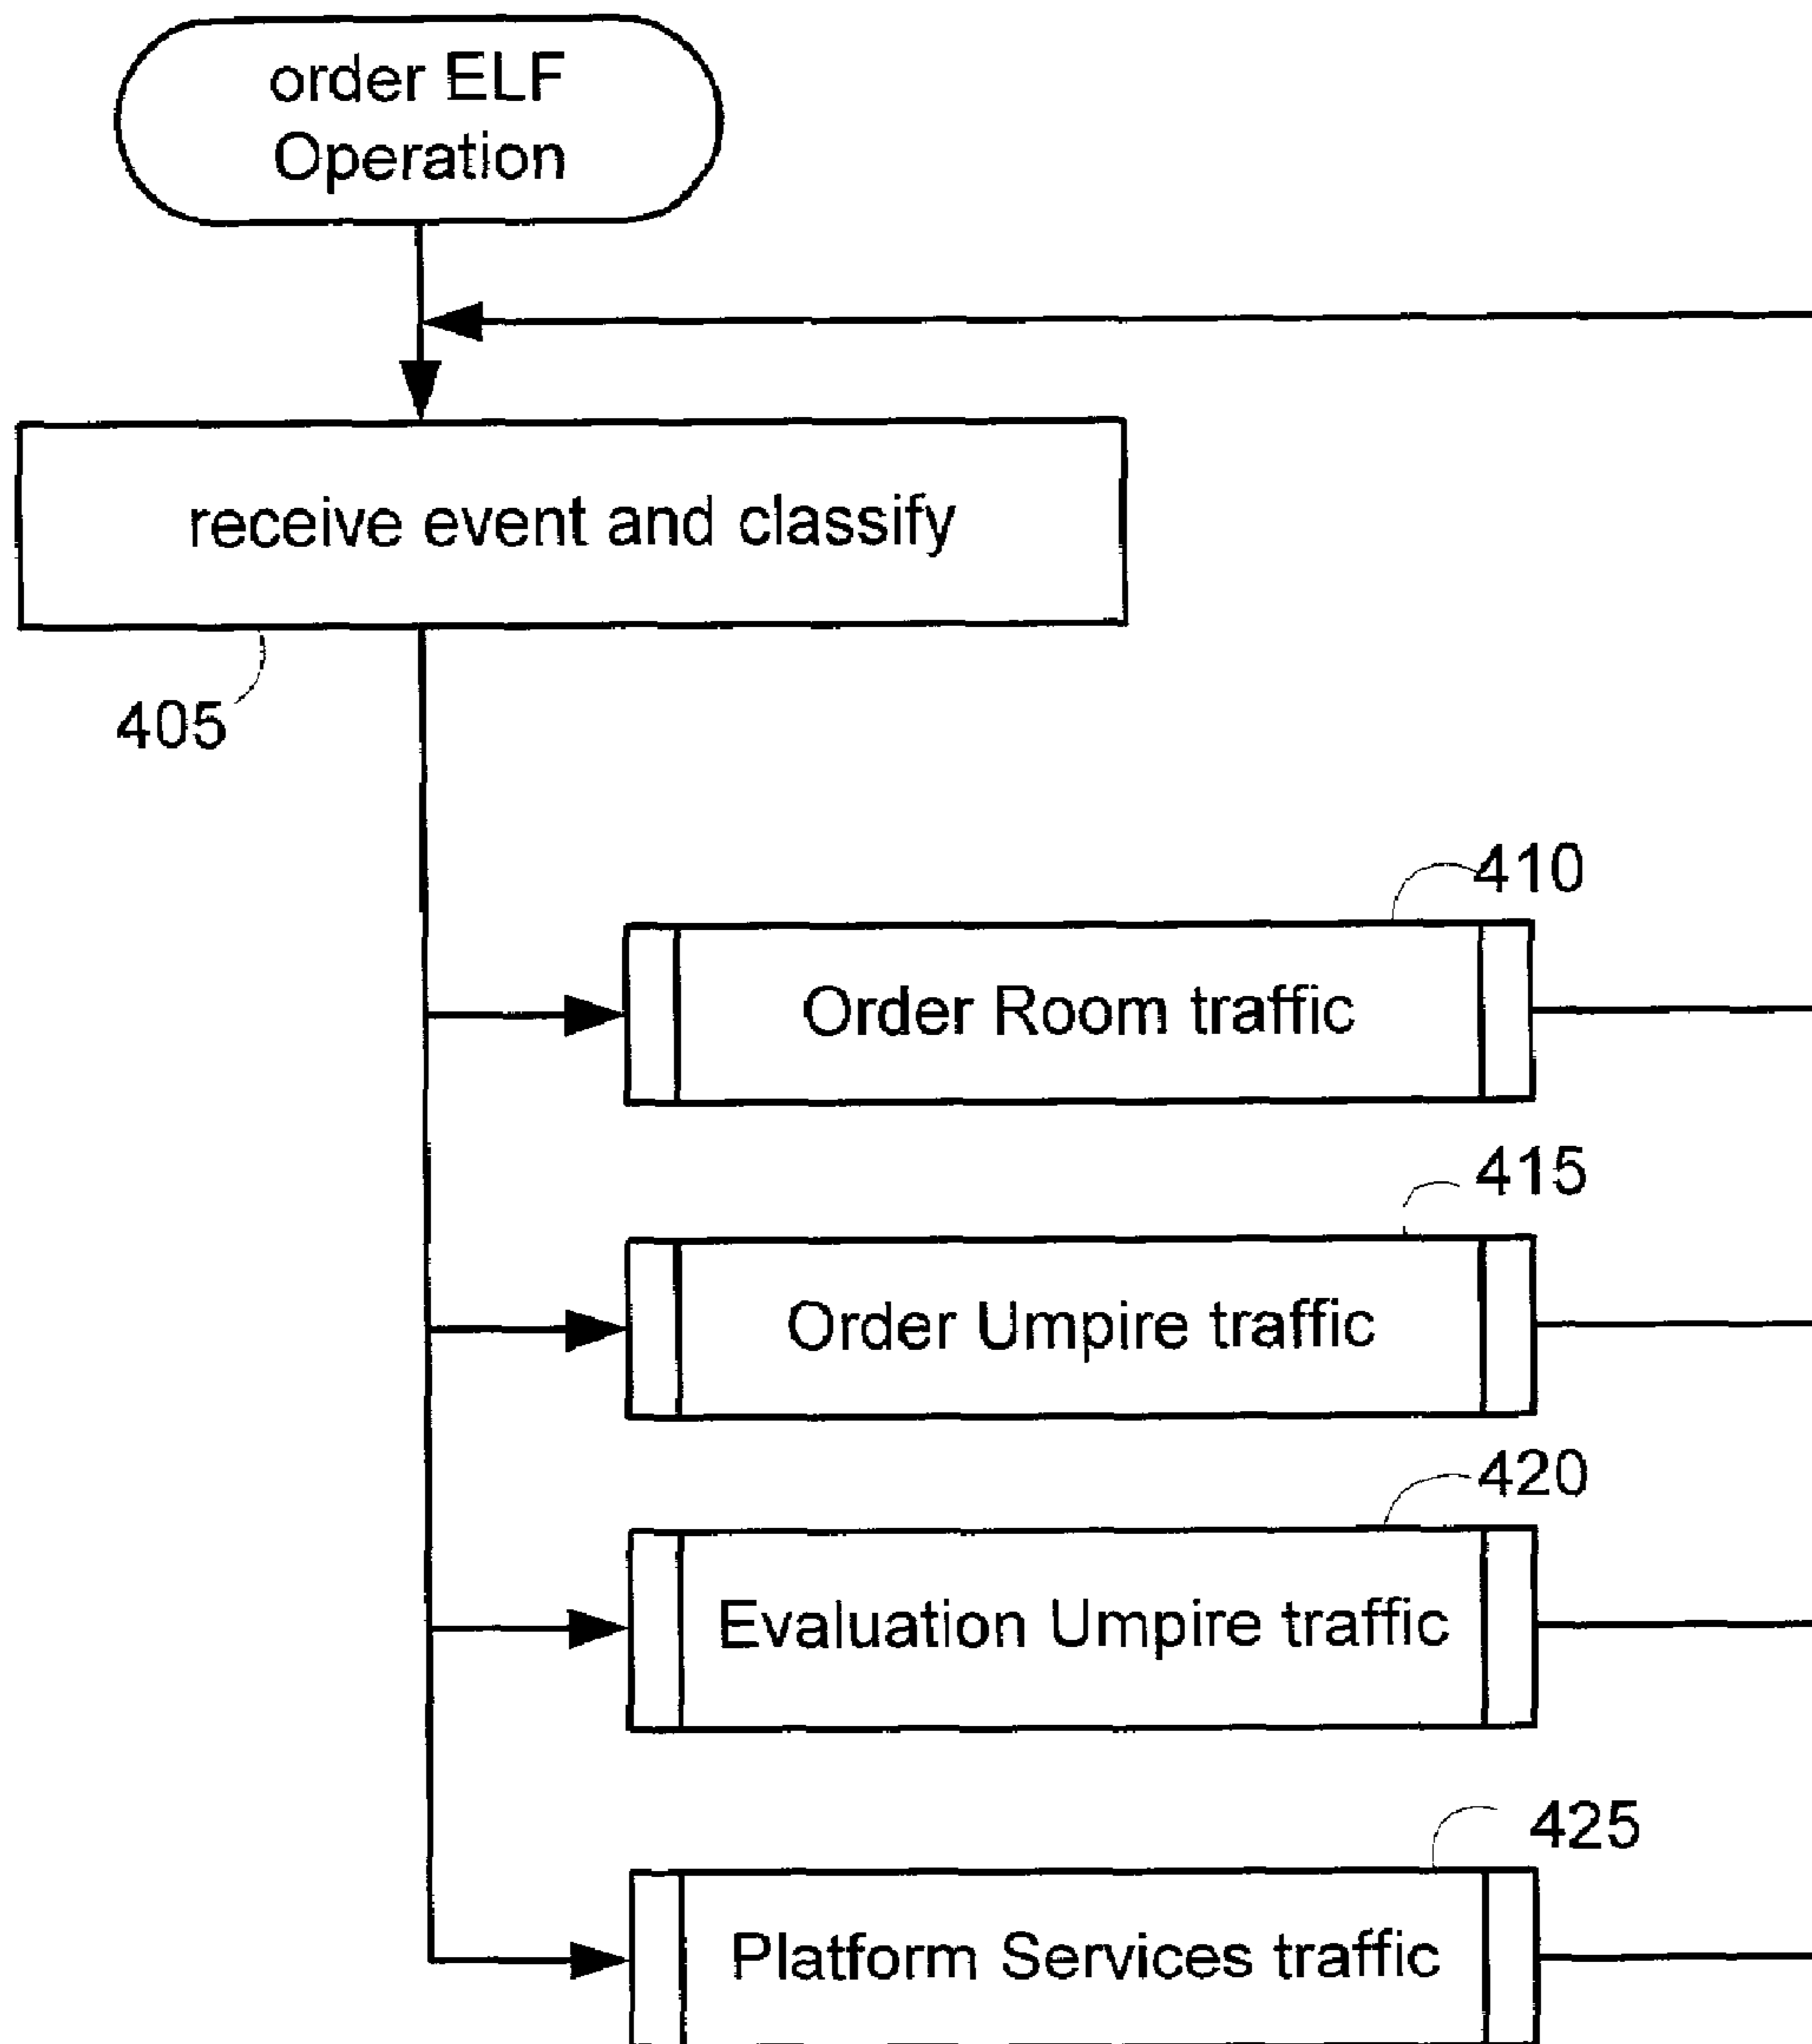 order ELF
Operation
receive event and classify
405
410
Order Room traffic
415
Order Umpire traffic
420
Evaluation Umpire traffic
425
Platform Services traffic